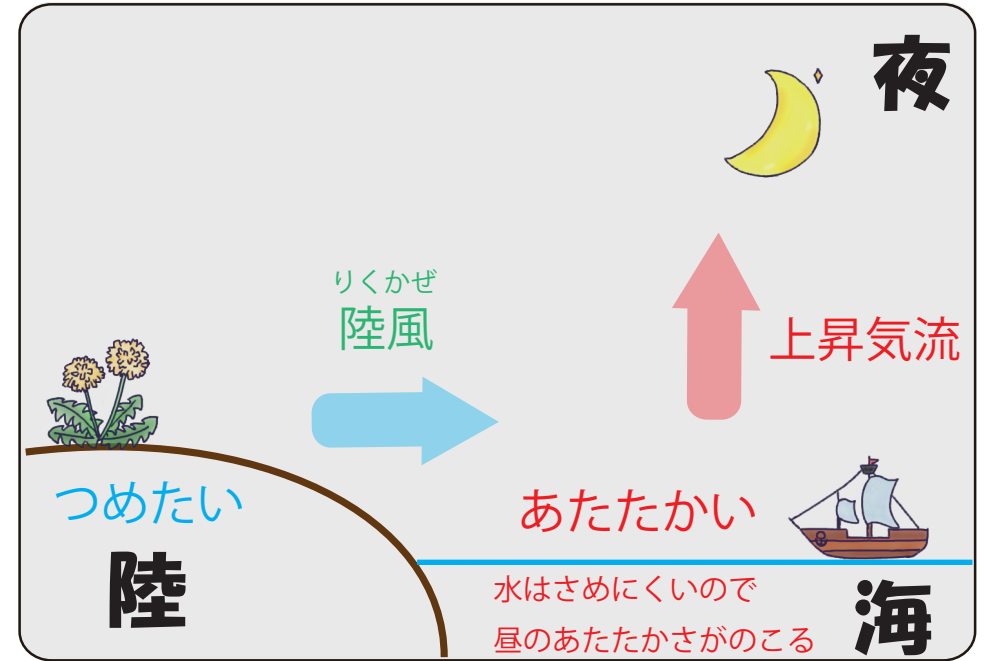 夜
りくかぜ
陸風
上昇気流
つめたい
陸
あたたかい
水はさめにくいので
昼のあたたかさがのこる
海